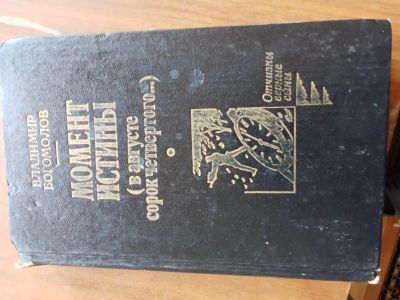 ВЛАДИМИР
БОГОМОЛОВ
МОМЕНТ
ИСТИНЫ
(в августе
сорок четвертого...)
Отчизны
верные
сыны